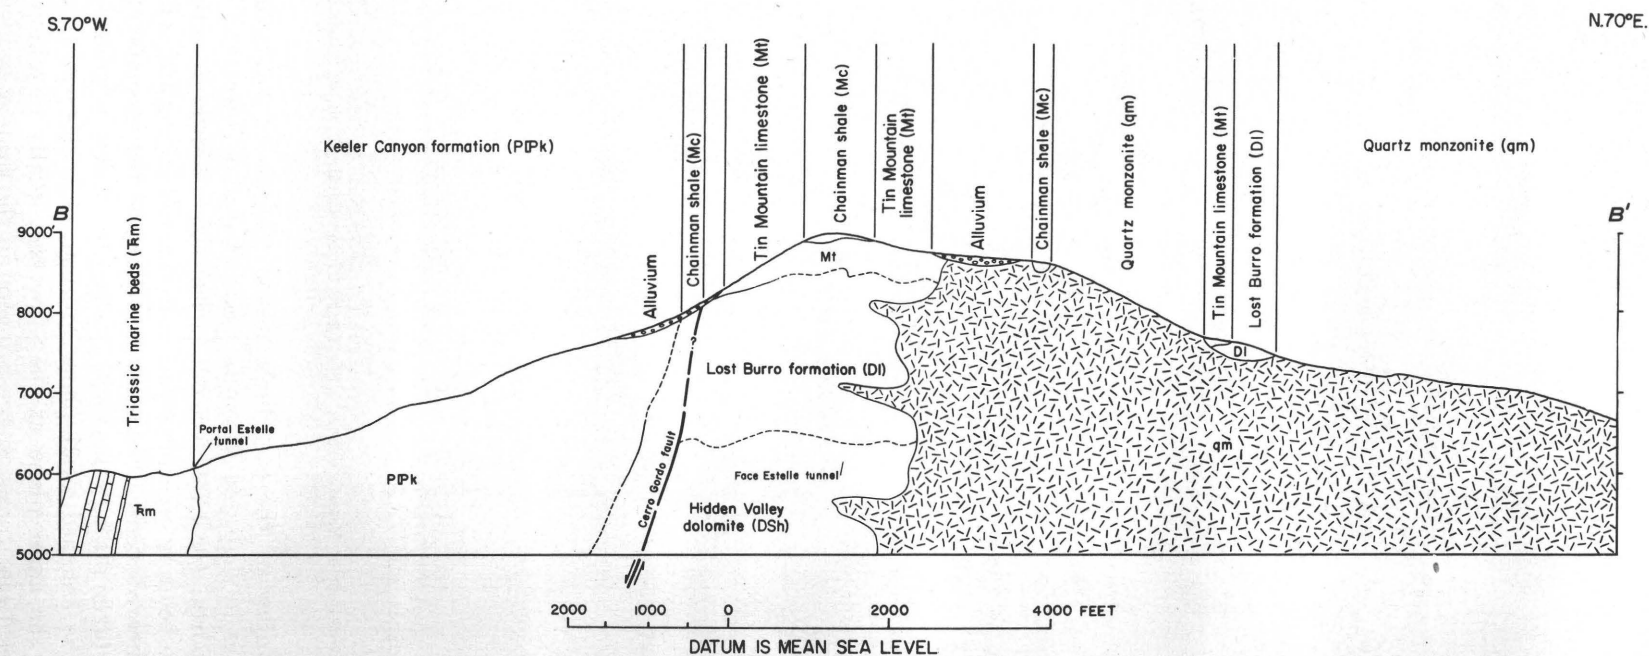 S.70°W.
N.70°E.
B
B'
9000'
8000'
7000'
6000'
5000'
Triassic marine beds (Ꞧm)
Keeler Canyon formation (PIPk)
Alluvium
Chainman shale (Mc)
Tin Mountain limestone (Mt)
Chainman shale (Mc)
Tin Mountain
limestone (Mt)
Alluvium
Chainman shale (Mc)
Quartz monzonite (qm)
Tin Mountain limestone (Mt)
Lost Burro formation (Dl)
Quartz monzonite (qm)
Mt
?
Dl
Lost Burro formation (Dl)
Portal Estelle
tunnel
qm
PIPk
Cerro Gordo fault
Face Estelle tunnel
Ꞧm
Hidden Valley
dolomite (DSh)
2000 1000 0 2000 4000 FEET
DATUM IS MEAN SEA LEVEL